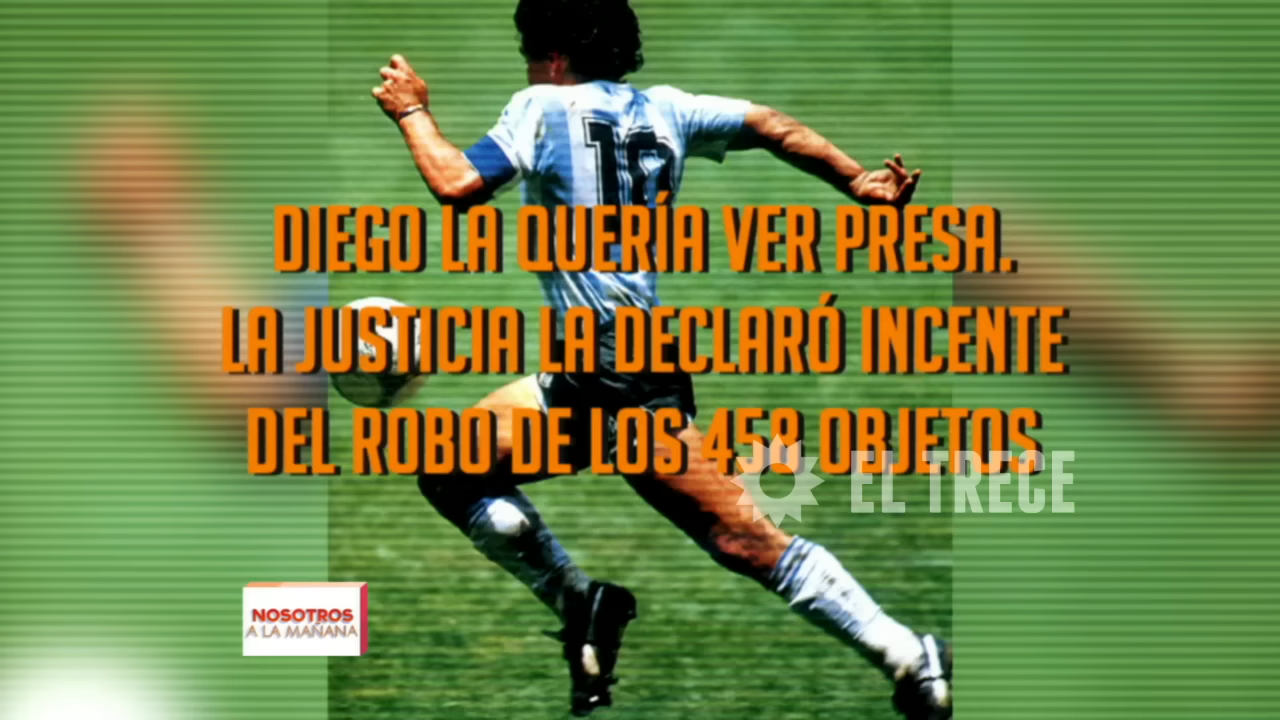 10
DIEGO LA QUERÍA VER PRESA.
LA JUSTICIA LA DECLARÓ INCENTE
DEL ROBO DE LOS 458 OBJETOS
EL TRECE
NOSOTROS
A LA MAÑANA